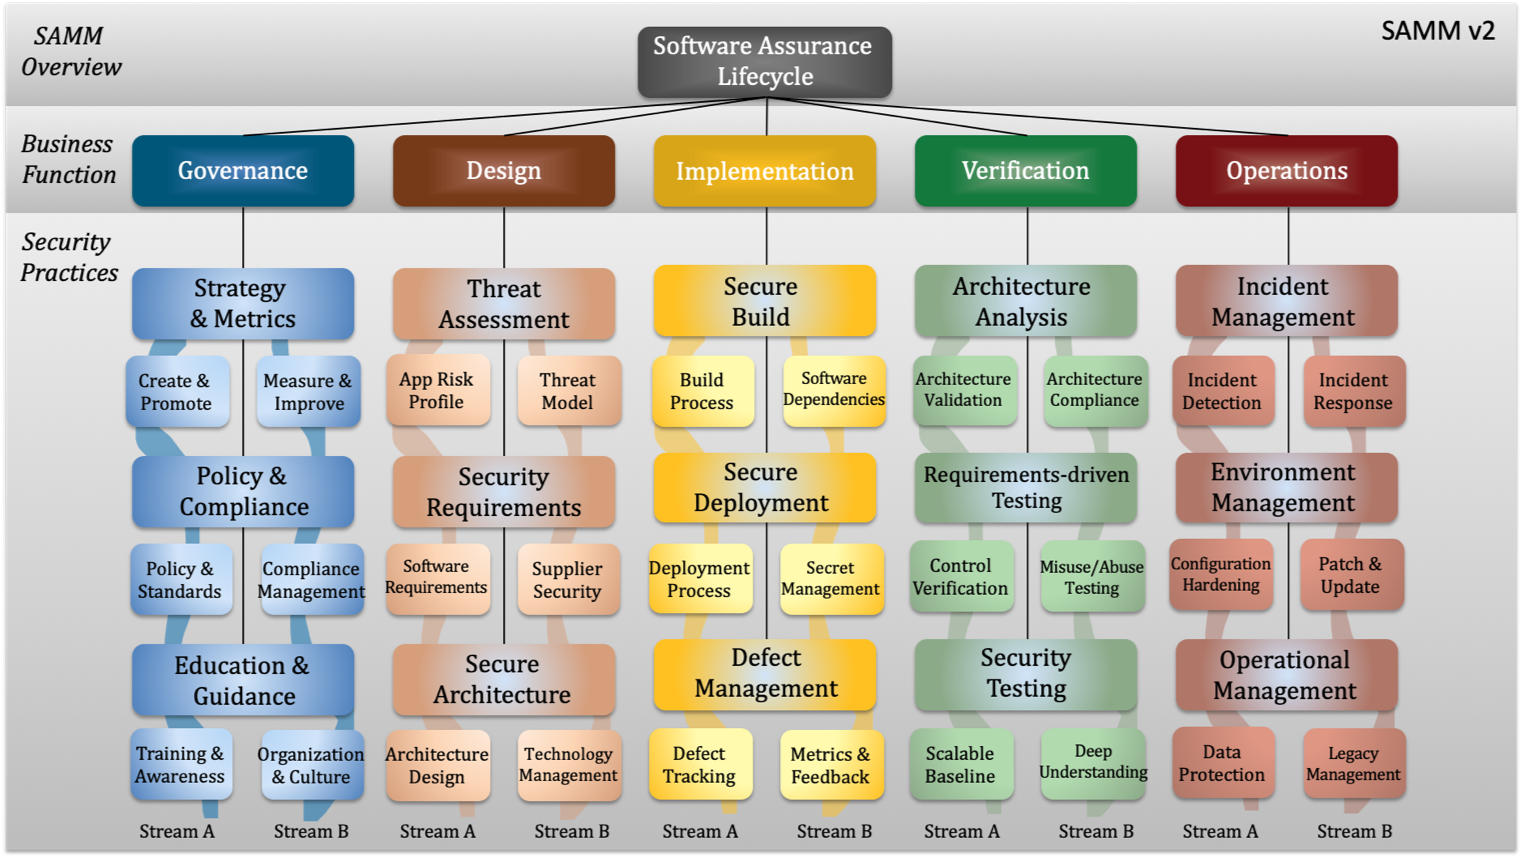 SAMM
Overview
SAMM v2
Software Assurance
Lifecycle
Business
Function
Governance
Design
Implementation
Verification
Operations
Security
Practices
Strategy
& Metrics
Threat
Assessment
Secure
Build
Architecture
Analysis
Incident
Management
Create &
Promote
Measure &
Improve
App Risk
Profile
Threat
Model
Build
Process
Software
Dependencies
Architecture
Validation
Architecture
Compliance
Incident
Detection
Incident
Response
Policy &
Compliance
Security
Requirements
Secure
Deployment
Requirements-driven
Testing
Environment
Management
Policy &
Standards
Compliance
Management
Software
Requirements
Supplier
Security
Deployment
Process
Secret
Management
Control
Verification
Misuse/Abuse
Testing
Configuration
Hardening
Patch &
Update
Education &
Guidance
Secure
Architecture
Defect
Management
Security
Testing
Operational
Management
Training &
Awareness
Organization
& Culture
Architecture
Design
Technology
Management
Defect
Tracking
Metrics &
Feedback
Scalable
Baseline
Deep
Understanding
Data
Protection
Legacy
Management
Stream A
Stream B
Stream A
Stream B
Stream A
Stream B
Stream A
Stream B
Stream A
Stream B